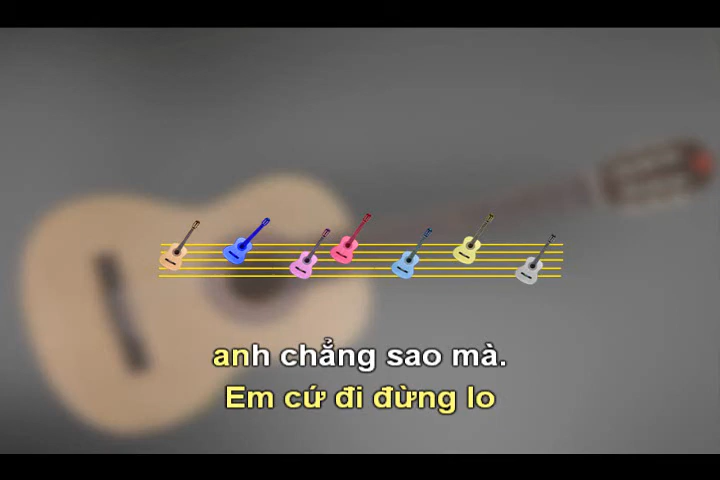 anh chẳng sao mà.
Em cứ đi đừng lo